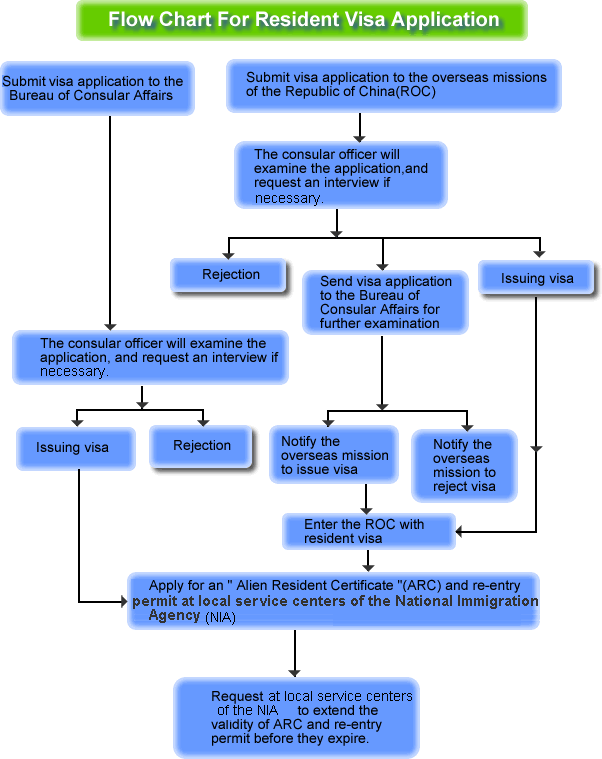 Flow Chart For Resident Visa Application
Submit visa application to the
Bureau of Consular Affairs
Submit visa application to the overseas missions
of the Republic of China(ROC)
The consular officer will
examine the application,and
request an interview if
necessary.
Rejection
Send visa application
to the Bureau of
Consular Affairs for
further examination
Issuing visa
The consular officer will examine the
application, and request an interview if
necessary.
Issuing visa
Rejection
Notify the
overseas mission
to issue visa
Notify the
overseas
mission to
reject visa
Enter the ROC with
resident visa
Apply for an " Alien Resident Certificate "(ARC) and re-entry
permit at local service centers of the National Immigration
Agency (NIA)
Request at local service centers
of the NIA to extend the
validity of ARC and re-entry
permit before they expire.